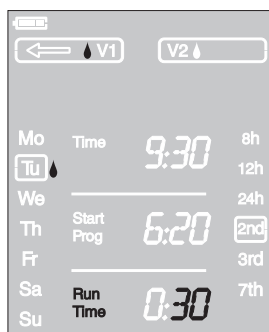 V1 V2
Mo Time 9:30 8h
Tu 12h
We 24h
Th Start Prog 6:20 2nd
Fr 3rd
Sa Run Time 0:30 7th
Su